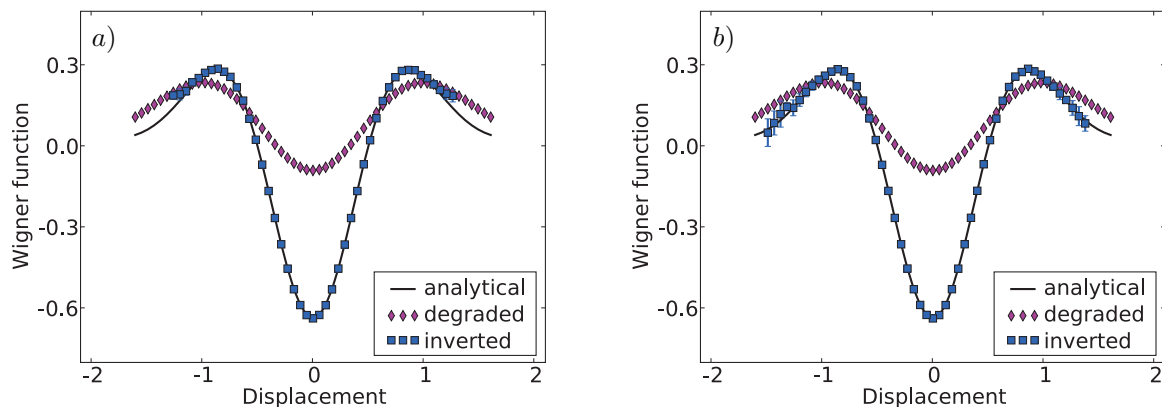 a)
Wigner function
0.3
0.0
-0.3
-0.6
analytical
degraded
inverted
-2 -1 0 1 2
Displacement
b)
Wigner function
0.3
0.0
-0.3
-0.6
analytical
degraded
inverted
-2 -1 0 1 2
Displacement